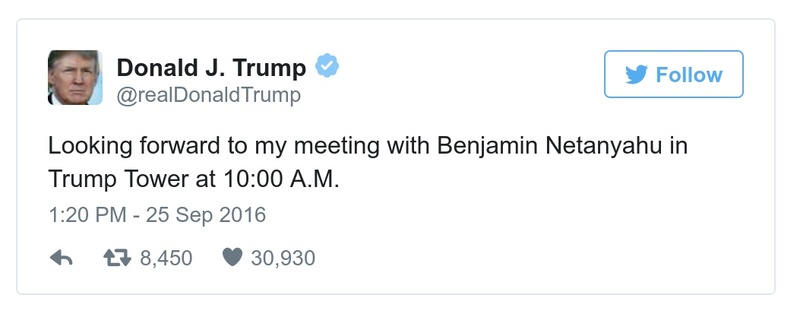 Donald J. Trump
@realDonaldTrump
Follow
Looking forward to my meeting with Benjamin Netanyahu in
Trump Tower at 10:00 A.M.
1:20 PM - 25 Sep 2016
8,450 30,930